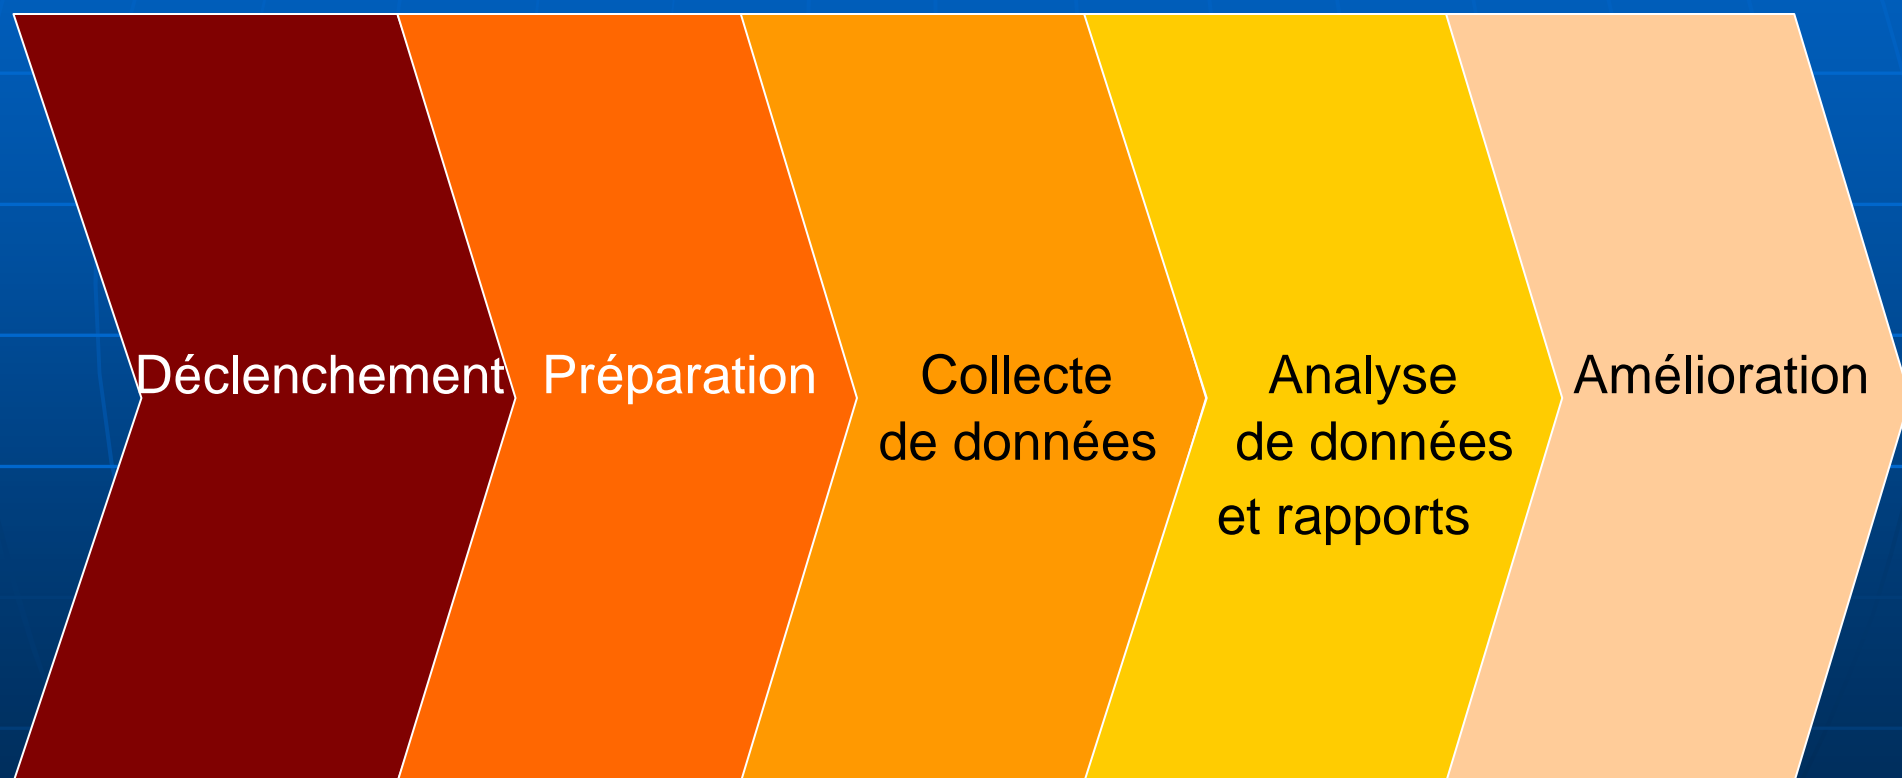 Déclenchement
Préparation
Collecte
de données
Analyse
de données
et rapports
Amélioration